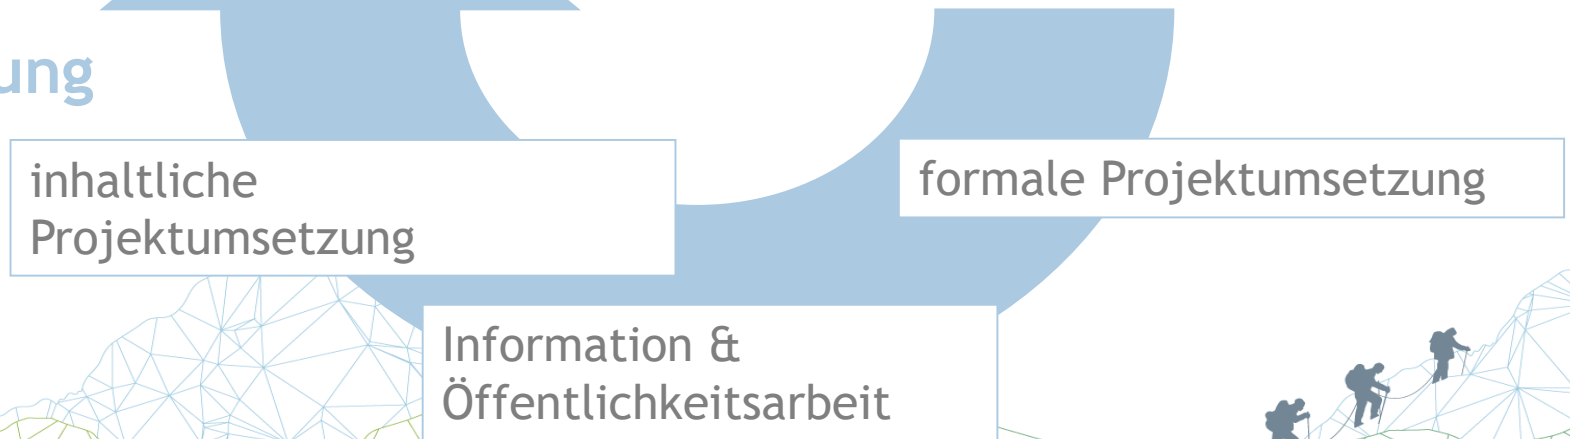 ung
inhaltliche
Projektumsetzung
formale Projektumsetzung
Information &
Öffentlichkeitsarbeit